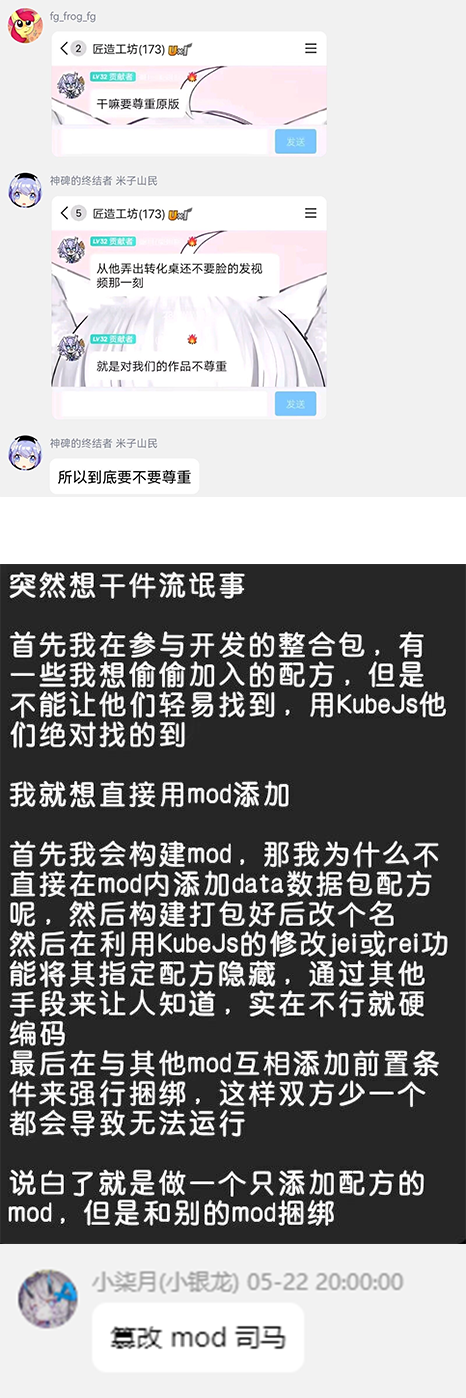 fg_frog_fg
2 匠造工坊(173)
LV32 贡献者
干嘛要尊重原版
发送
神碑的终结者 米子山民
5 匠造工坊(173)
LV32 贡献者
从他弄出转化桌还不要脸的发视
频那一刻
LV32 贡献者
就是对我们的作品不尊重
发送
神碑的终结者 米子山民
所以到底要不要尊重
突然想干件流氓事
首先我在参与开发的整合包，有
一些我想偷偷加入的配方，但是
不能让他们轻易找到，用KubeJs他
们绝对找的到
我就想直接用mod添加
首先我会构建mod，那我为什么不
直接在mod内添加data数据包配方
呢，然后构建打包好后改个名
然后在利用KubeJs的修改jei或rei功
能将其指定配方隐藏，通过其他
手段来让人知道，实在不行就硬
编码
最后在与其他mod互相添加前置条
件来强行捆绑，这样双方少一个
都会导致无法运行
说白了就是做一个只添加配方的
mod，但是和别的mod捆绑
小柒月(小银龙) 05-22 20:00:00
篡改 mod 司马